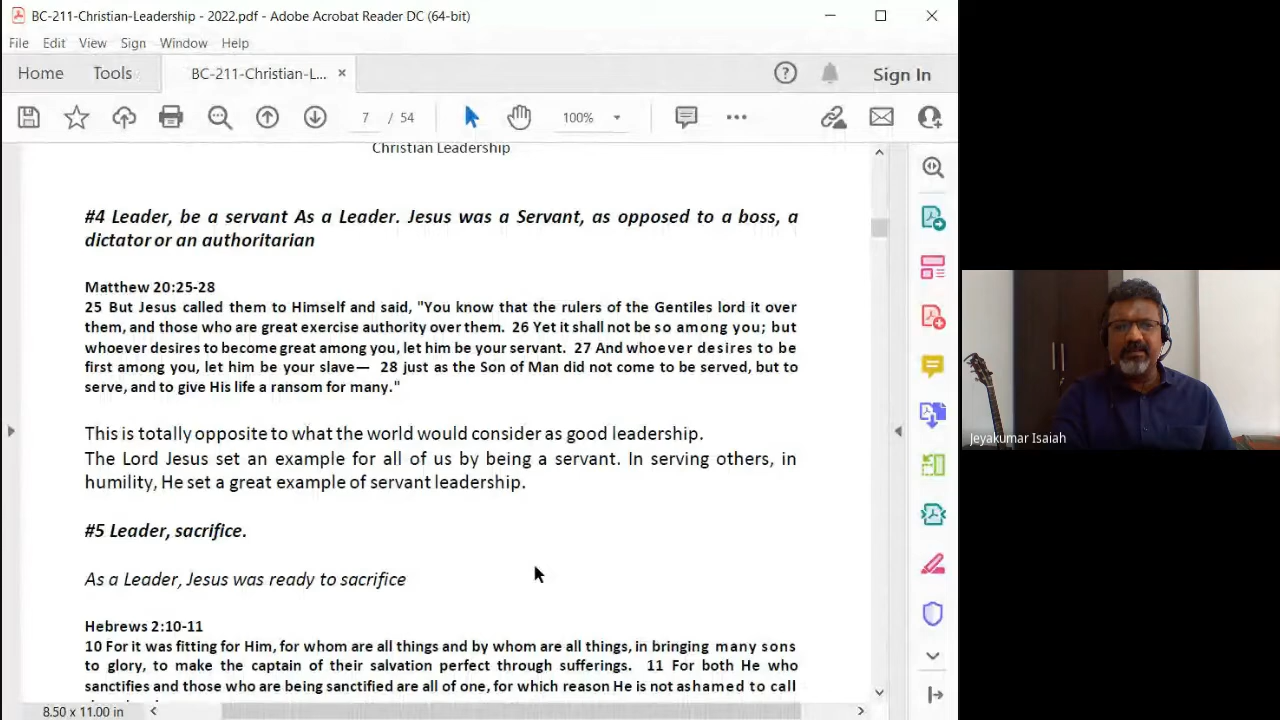 BC-211-Christian-Leadership - 2022.pdf - Adobe Acrobat Reader DC (64-bit)
File Edit View Sign Window Help
Home Tools BC-211-Christian-L... × Sign In
7 / 54 100%
Christian Leadership
#4 Leader, be a servant As a Leader. Jesus was a Servant, as opposed to a boss, a
dictator or an authoritarian
Matthew 20:25-28
25 But Jesus called them to Himself and said, "You know that the rulers of the Gentiles lord it over
them, and those who are great exercise authority over them. 26 Yet it shall not be so among you; but
whoever desires to become great among you, let him be your servant. 27 And whoever desires to be
first among you, let him be your slave— 28 just as the Son of Man did not come to be served, but to
serve, and to give His life a ransom for many."
This is totally opposite to what the world would consider as good leadership.
The Lord Jesus set an example for all of us by being a servant. In serving others, in
humility, He set a great example of servant leadership.
#5 Leader, sacrifice.
As a Leader, Jesus was ready to sacrifice
Hebrews 2:10-11
10 For it was fitting for Him, for whom are all things and by whom are all things, in bringing many sons
to glory, to make the captain of their salvation perfect through sufferings. 11 For both He who
sanctifies and those who are being sanctified are all of one, for which reason He is not ashamed to call
8.50 x 11.00 in
Jeyakumar Isaiah